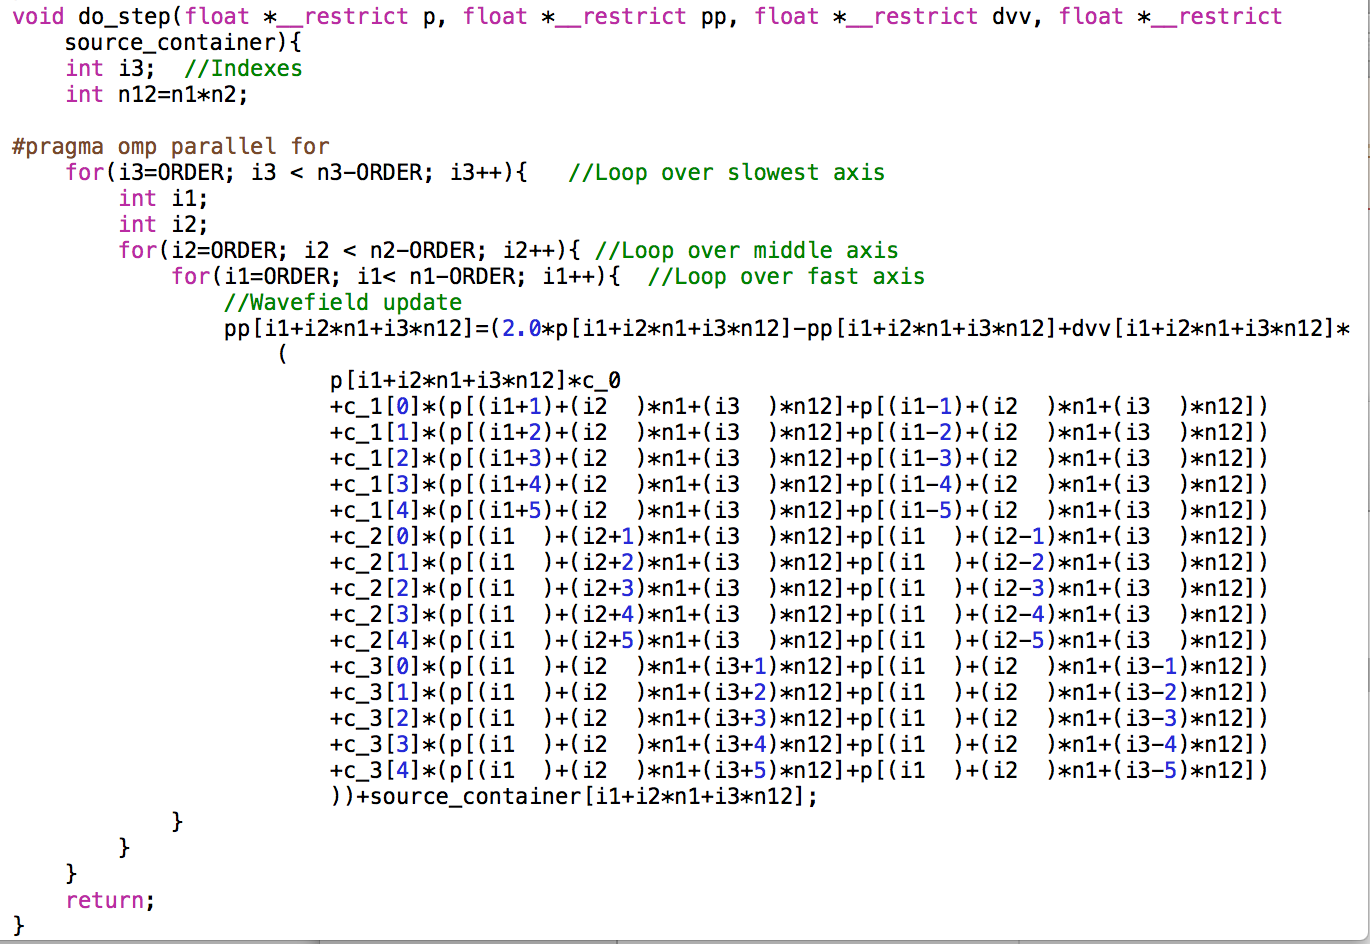 void do_step(float *__restrict p, float *__restrict pp, float *__restrict dvv, float *__restrict
    source_container){
    int i3;  //Indexes
    int n12=n1*n2;

#pragma omp parallel for
    for(i3=ORDER; i3 < n3-ORDER; i3++){   //Loop over slowest axis
        int i1;
        int i2;
        for(i2=ORDER; i2 < n2-ORDER; i2++){ //Loop over middle axis
            for(i1=ORDER; i1< n1-ORDER; i1++){  //Loop over fast axis
                //Wavefield update
                pp[i1+i2*n1+i3*n12]=(2.0*p[i1+i2*n1+i3*n12]-pp[i1+i2*n1+i3*n12]+dvv[i1+i2*n1+i3*n12]*
                    (
                        p[i1+i2*n1+i3*n12]*c_0
                        +c_1[0]*(p[(i1+1)+(i2  )*n1+(i3  )*n12]+p[(i1-1)+(i2  )*n1+(i3  )*n12])
                        +c_1[1]*(p[(i1+2)+(i2  )*n1+(i3  )*n12]+p[(i1-2)+(i2  )*n1+(i3  )*n12])
                        +c_1[2]*(p[(i1+3)+(i2  )*n1+(i3  )*n12]+p[(i1-3)+(i2  )*n1+(i3  )*n12])
                        +c_1[3]*(p[(i1+4)+(i2  )*n1+(i3  )*n12]+p[(i1-4)+(i2  )*n1+(i3  )*n12])
                        +c_1[4]*(p[(i1+5)+(i2  )*n1+(i3  )*n12]+p[(i1-5)+(i2  )*n1+(i3  )*n12])
                        +c_2[0]*(p[(i1  )+(i2+1)*n1+(i3  )*n12]+p[(i1  )+(i2-1)*n1+(i3  )*n12])
                        +c_2[1]*(p[(i1  )+(i2+2)*n1+(i3  )*n12]+p[(i1  )+(i2-2)*n1+(i3  )*n12])
                        +c_2[2]*(p[(i1  )+(i2+3)*n1+(i3  )*n12]+p[(i1  )+(i2-3)*n1+(i3  )*n12])
                        +c_2[3]*(p[(i1  )+(i2+4)*n1+(i3  )*n12]+p[(i1  )+(i2-4)*n1+(i3  )*n12])
                        +c_2[4]*(p[(i1  )+(i2+5)*n1+(i3  )*n12]+p[(i1  )+(i2-5)*n1+(i3  )*n12])
                        +c_3[0]*(p[(i1  )+(i2  )*n1+(i3+1)*n12]+p[(i1  )+(i2  )*n1+(i3-1)*n12])
                        +c_3[1]*(p[(i1  )+(i2  )*n1+(i3+2)*n12]+p[(i1  )+(i2  )*n1+(i3-2)*n12])
                        +c_3[2]*(p[(i1  )+(i2  )*n1+(i3+3)*n12]+p[(i1  )+(i2  )*n1+(i3-3)*n12])
                        +c_3[3]*(p[(i1  )+(i2  )*n1+(i3+4)*n12]+p[(i1  )+(i2  )*n1+(i3-4)*n12])
                        +c_3[4]*(p[(i1  )+(i2  )*n1+(i3+5)*n12]+p[(i1  )+(i2  )*n1+(i3-5)*n12])
                        ))+source_container[i1+i2*n1+i3*n12];
            }
        }
    }
    return;
}